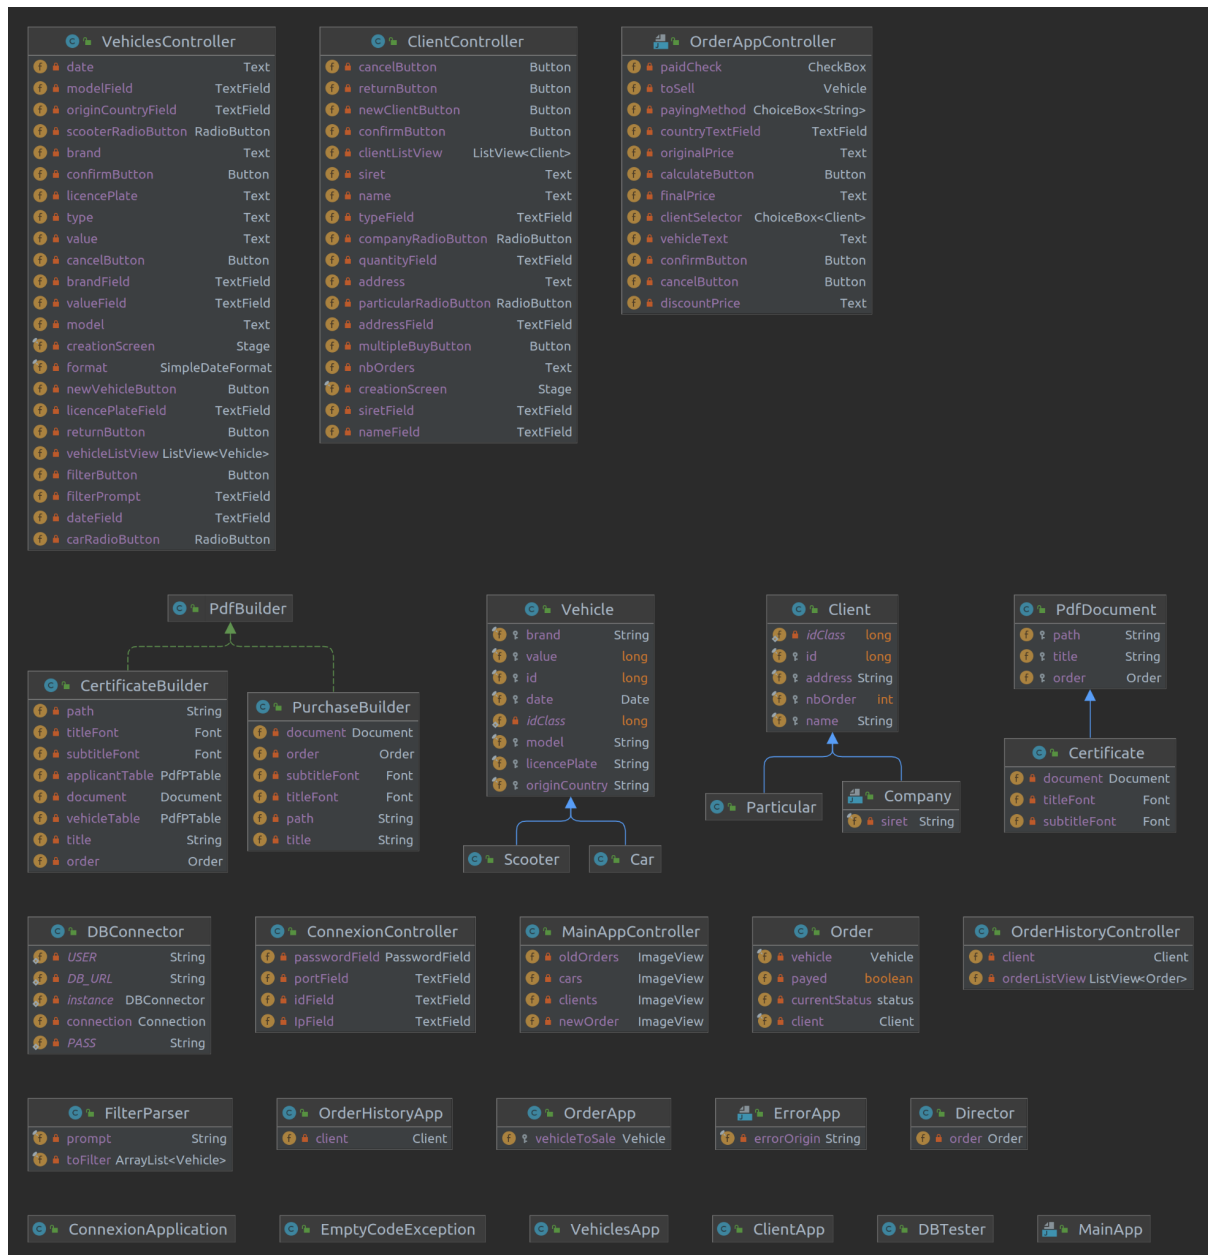 VehiclesController
date Text
modelField TextField
originCountryField TextField
scooterRadioButton RadioButton
brand Text
confirmButton Button
licencePlate Text
type Text
value Text
cancelButton Button
brandField TextField
valueField TextField
model Text
creationScreen Stage
format SimpleDateFormat
newVehicleButton Button
licencePlateField TextField
returnButton Button
vehicleListView ListView<Vehicle>
filterButton Button
filterPrompt TextField
dateField TextField
carRadioButton RadioButton
ClientController
cancelButton Button
returnButton Button
newClientButton Button
confirmButton Button
clientListView ListView<Client>
siret Text
name Text
typeField TextField
companyRadioButton RadioButton
quantityField TextField
address Text
particularRadioButton RadioButton
addressField TextField
multipleBuyButton Button
nbOrders Text
creationScreen Stage
siretField TextField
nameField TextField
OrderAppController
paidCheck CheckBox
toSell Vehicle
payingMethod ChoiceBox<String>
countryTextField TextField
originalPrice Text
calculateButton Button
finalPrice Text
clientSelector ChoiceBox<Client>
vehicleText Text
confirmButton Button
cancelButton Button
discountPrice Text
PdfBuilder
CertificateBuilder
path String
titleFont Font
subtitleFont Font
applicantTable PdfPTable
document Document
vehicleTable PdfPTable
title String
order Order
PurchaseBuilder
document Document
order Order
subtitleFont Font
titleFont Font
path String
title String
Vehicle
brand String
value long
id long
date Date
idClass long
model String
licencePlate String
originCountry String
Scooter
Car
Client
idClass long
id long
address String
nbOrder int
name String
Particular
Company
siret String
PdfDocument
path String
title String
order Order
Certificate
document Document
titleFont Font
subtitleFont Font
DBConnector
USER String
DB_URL String
instance DBConnector
connection Connection
PASS String
ConnexionController
passwordField PasswordField
portField TextField
idField TextField
IpField TextField
MainAppController
oldOrders ImageView
cars ImageView
clients ImageView
newOrder ImageView
Order
vehicle Vehicle
payed boolean
currentStatus status
client Client
OrderHistoryController
client Client
orderListView ListView<Order>
FilterParser
prompt String
toFilter ArrayList<Vehicle>
OrderHistoryApp
client Client
OrderApp
vehicleToSale Vehicle
ErrorApp
errorOrigin String
Director
order Order
ConnexionApplication
EmptyCodeException
VehiclesApp
ClientApp
DBTester
MainApp